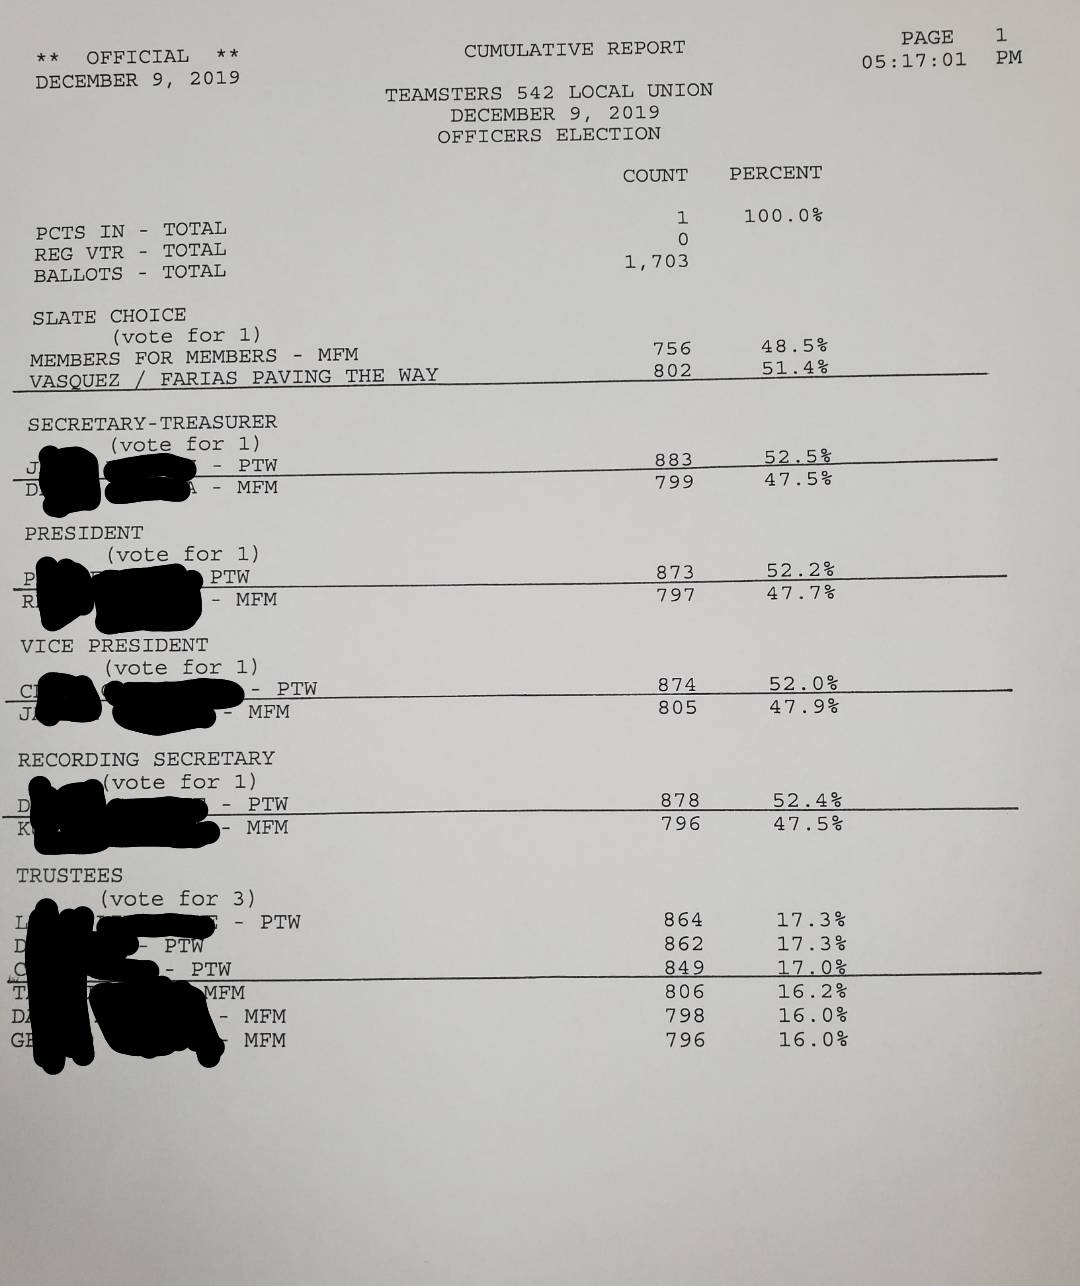 ** OFFICIAL ** CUMULATIVE REPORT PAGE 1
DECEMBER 9, 2019 05:17:01 PM
TEAMSTERS 542 LOCAL UNION
DECEMBER 9, 2019
OFFICERS ELECTION
COUNT PERCENT
PCTS IN - TOTAL 1 100.0%
REG VTR - TOTAL 0
BALLOTS - TOTAL 1,703
SLATE CHOICE
(vote for 1)
MEMBERS FOR MEMBERS - MFM 756 48.5%
VASQUEZ / FARIAS PAVING THE WAY 802 51.4%
SECRETARY-TREASURER
(vote for 1)
- PTW 883 52.5%
- MFM 799 47.5%
PRESIDENT
(vote for 1)
PTW 873 52.2%
- MFM 797 47.7%
VICE PRESIDENT
(vote for 1)
- PTW 874 52.0%
- MFM 805 47.9%
RECORDING SECRETARY
(vote for 1)
- PTW 878 52.4%
- MFM 796 47.5%
TRUSTEES
(vote for 3)
- PTW 864 17.3%
- PTW 862 17.3%
- PTW 849 17.0%
MFM 806 16.2%
- MFM 798 16.0%
MFM 796 16.0%